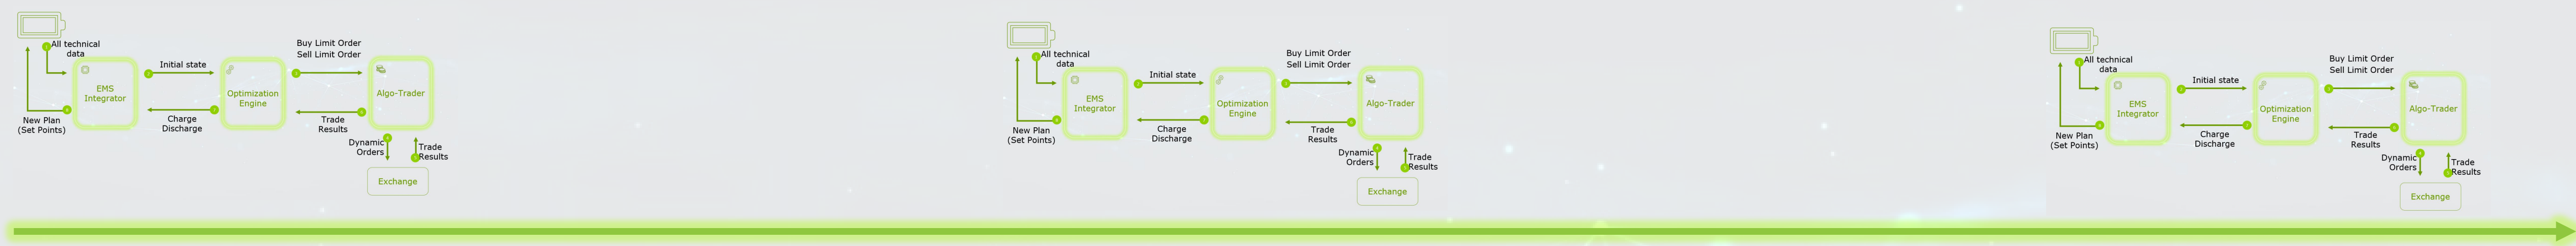 All technical
data
EMS
Integrator
New Plan
(Set Points)
Initial state
Charge
Discharge
Optimization
Engine
Buy Limit Order
Sell Limit Order
Trade
Results
Algo-Trader
Dynamic
Orders
Trade
Results
Exchange
All technical
data
EMS
Integrator
New Plan
(Set Points)
Initial state
Charge
Discharge
Optimization
Engine
Buy Limit Order
Sell Limit Order
Trade
Results
Algo-Trader
Dynamic
Orders
Trade
Results
Exchange
All technical
data
EMS
Integrator
New Plan
(Set Points)
Initial state
Charge
Discharge
Optimization
Engine
Buy Limit Order
Sell Limit Order
Trade
Results
Algo-Trader
Dynamic
Orders
Trade
Results
Exchange